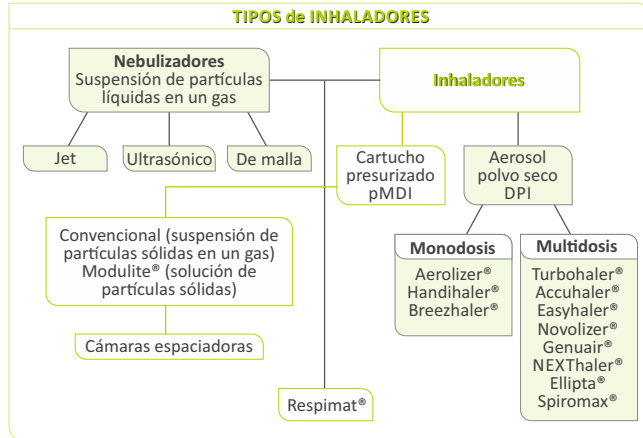 TIPOS de INHALADORES
Nebulizadores
Suspensión de partículas
líquidas en un gas
Inhaladores
Jet
Ultrasónico
De malla
Cartucho
presurizado
pMDI
Aerosol
polvo seco
DPI
Convencional (suspensión de
partículas sólidas en un gas)
Modulite® (solución de
partículas sólidas)
Cámaras espaciadoras
Monodosis
Aerolizer®
Handihaler®
Breezhaler®
Multidosis
Turbohaler®
Accuhaler®
Easyhaler®
Novolizer®
Genuair®
NEXThaler®
Ellipta®
Spiromax®
Respimat®